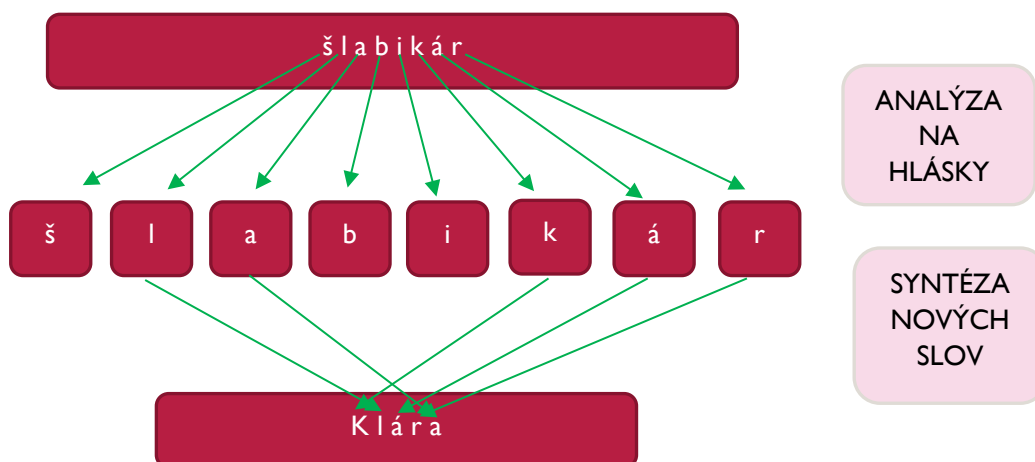 š l a b i k á r
ANALÝZA
NA
HLÁSKY
š l a b i k á r
SYNTÉZA
NOVÝCH
SLOV
K l á r a